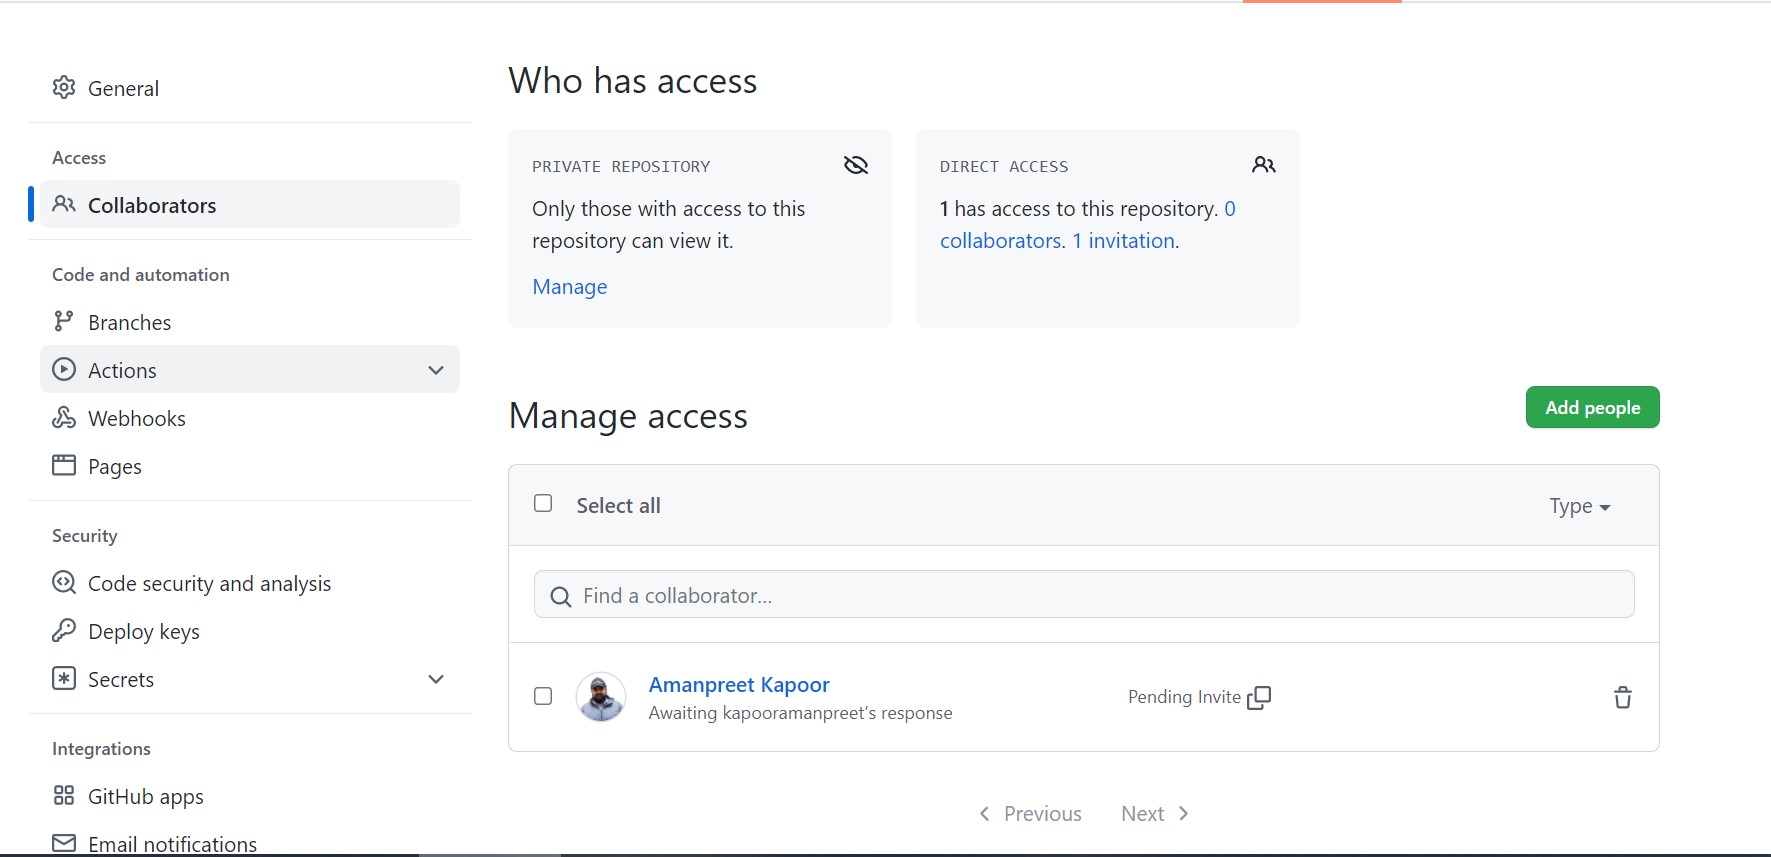 General
Access
Collaborators
Code and automation
Branches
Actions
Webhooks
Pages
Security
Code security and analysis
Deploy keys
Secrets
Integrations
GitHub apps
Email notifications
Who has access
PRIVATE REPOSITORY
Only those with access to this
repository can view it.
Manage
DIRECT ACCESS
1 has access to this repository. 0
collaborators. 1 invitation.
Manage access
Add people
Select all
Type
Find a collaborator...
Amanpreet Kapoor
Awaiting kapooramanpreet's response
Pending Invite
Previous
Next